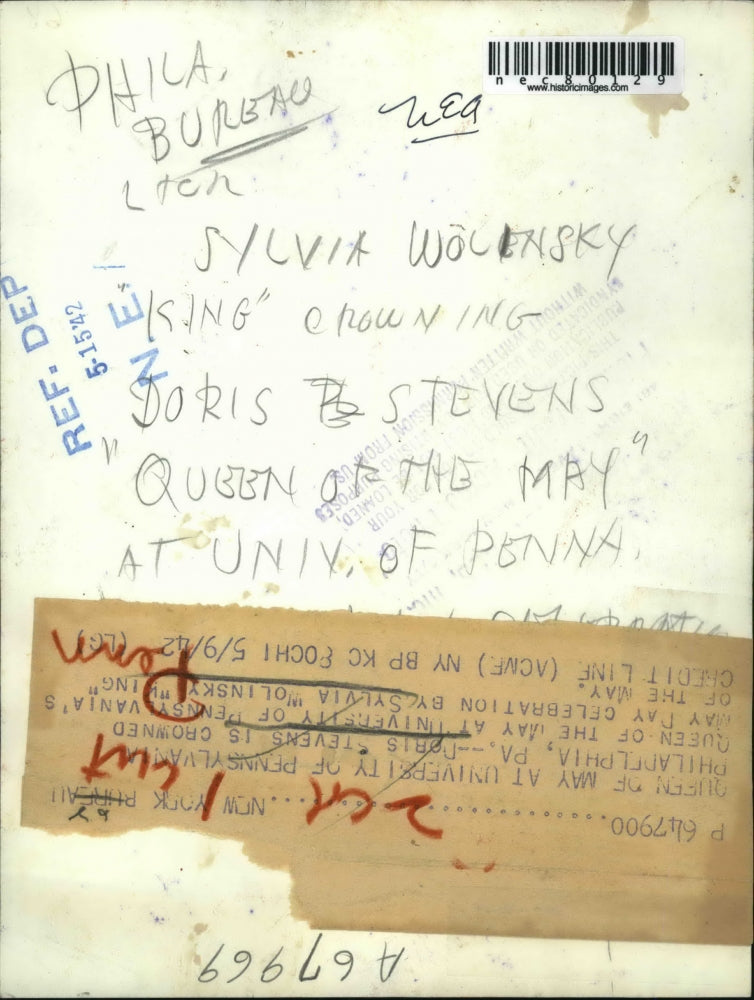 nec80129
www.historicimages.com
PHILA.
BUREAU
nea
SYLVIA WOLENSKY
"KING" CROWNING
DORIS STEVENS
"QUEEN OF THE MAY"
AT UNIV. OF PENNA.
REF. DEP
5-15'42
N.E.
P 647900 .................... NEW YORK BUREAU
QUEEN OF MAY AT UNIVERSITY OF PENNSYLVANIA
PHILADELPHIA, PA.--DORIS STEVENS IS CROWNED
QUEEN OF THE MAY AT UNIVERSITY OF PENNSYLVANIA'S
MAY DAY CELEBRATION BY SYLVIA WOLINSKY "KING"
OF THE MAY.
CREDIT LINE (ACME) NY BP KC EOCHI 5/9/42 (LG)
Penn
A67969